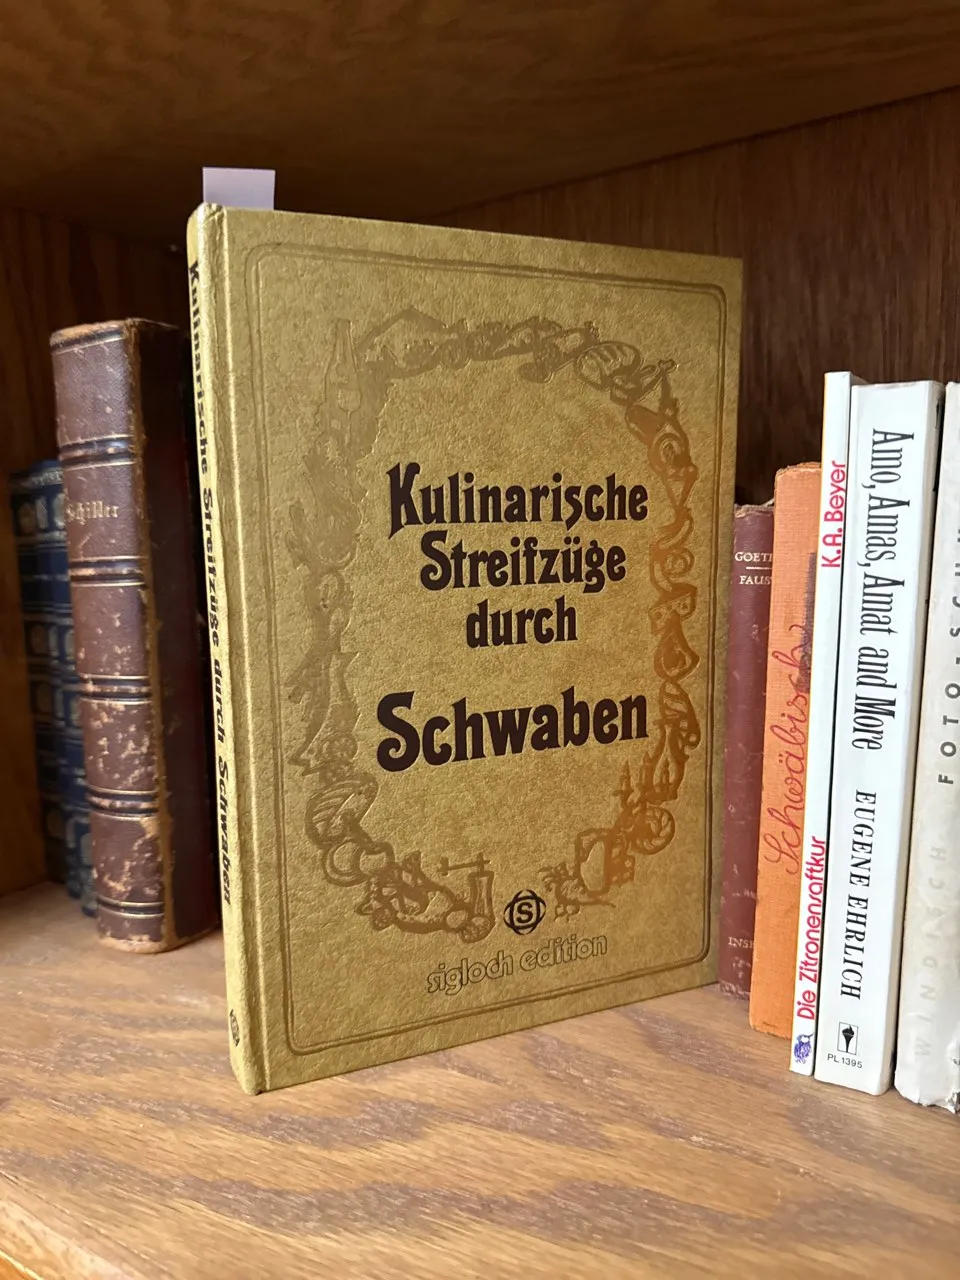 Schiller
Kulinarische Streifzüge durch Schwaben
Kulinarische
Streifzüge
durch
Schwaben
S
sigloch edition
FAUST
Schwäbisch
K.A. Beyer
Die Zitronensaftkur
Amo, Amas, Amat and More
EUGENE EHRLICH
PL 1395